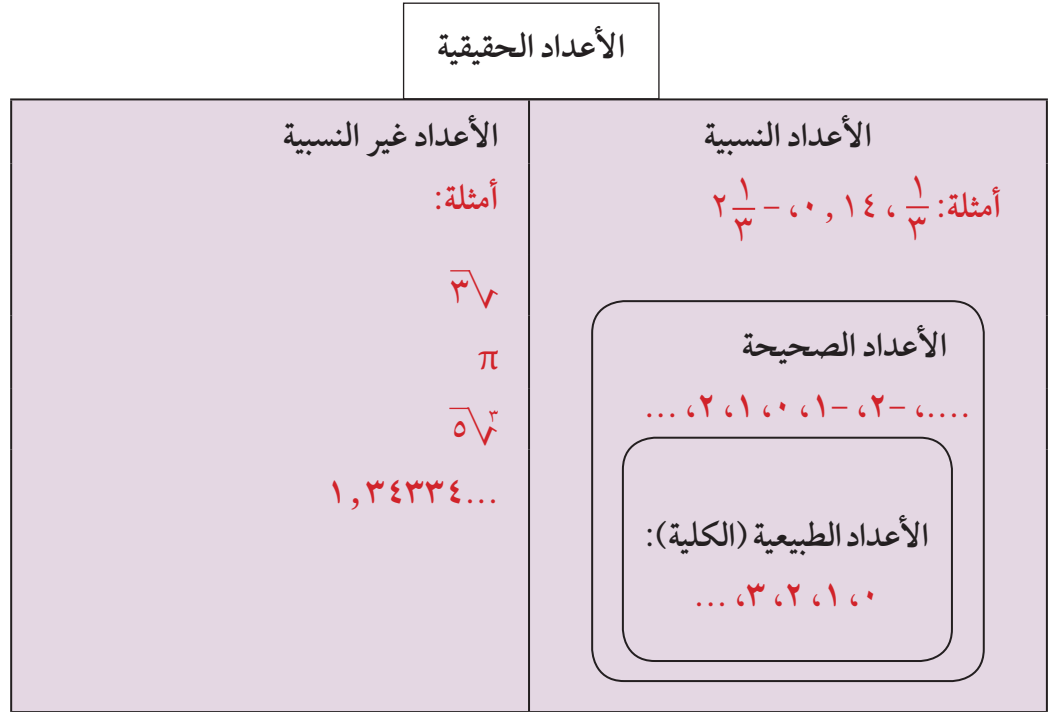 الأعداد الحقيقية
الأعداد النسبية
أمثلة: ١/٣ ، ١٤ , ٠، – ٢ ١/٣
الأعداد الصحيحة
....، –٢، –١، ٠، ١، ٢، ...
الأعداد الطبيعية (الكلية):
٠، ١، ٢، ٣، ...
الأعداد غير النسبية
أمثلة:
√٣
π
∛٥
١,٣٤٣٣٤...